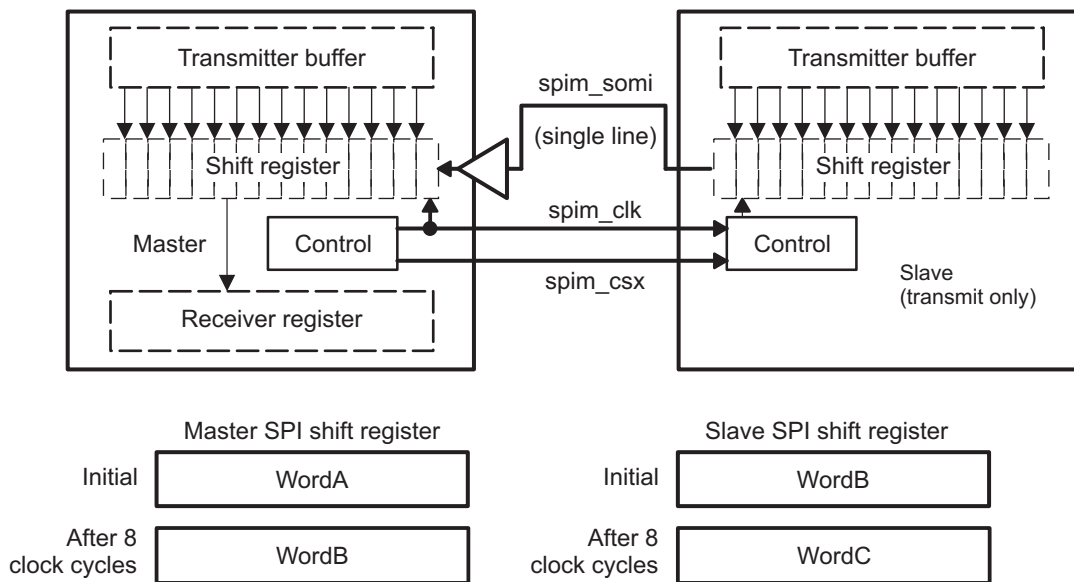 Transmitter buffer
Transmitter buffer
spim_somi
(single line)
Shift register
Shift register
spim_clk
Master
Control
Control
spim_csx
Slave
(transmit only)
Receiver register
Master SPI shift register
Slave SPI shift register
Initial
WordA
Initial
WordB
After 8
clock cycles
WordB
After 8
clock cycles
WordC